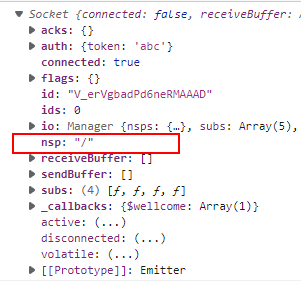 Socket {connected: false, receiveBuffer: A
acks: {}
auth: {token: 'abc'}
connected: true
flags: {}
id: "V_erVgbadPd6neRMAAAD"
ids: 0
io: Manager {nsps: {…}, subs: Array(5),
nsp: "/"
receiveBuffer: []
sendBuffer: []
subs: (4) [ƒ, ƒ, ƒ, ƒ]
_callbacks: {$wellcome: Array(1)}
active: (...)
disconnected: (...)
volatile: (...)
[[Prototype]]: Emitter